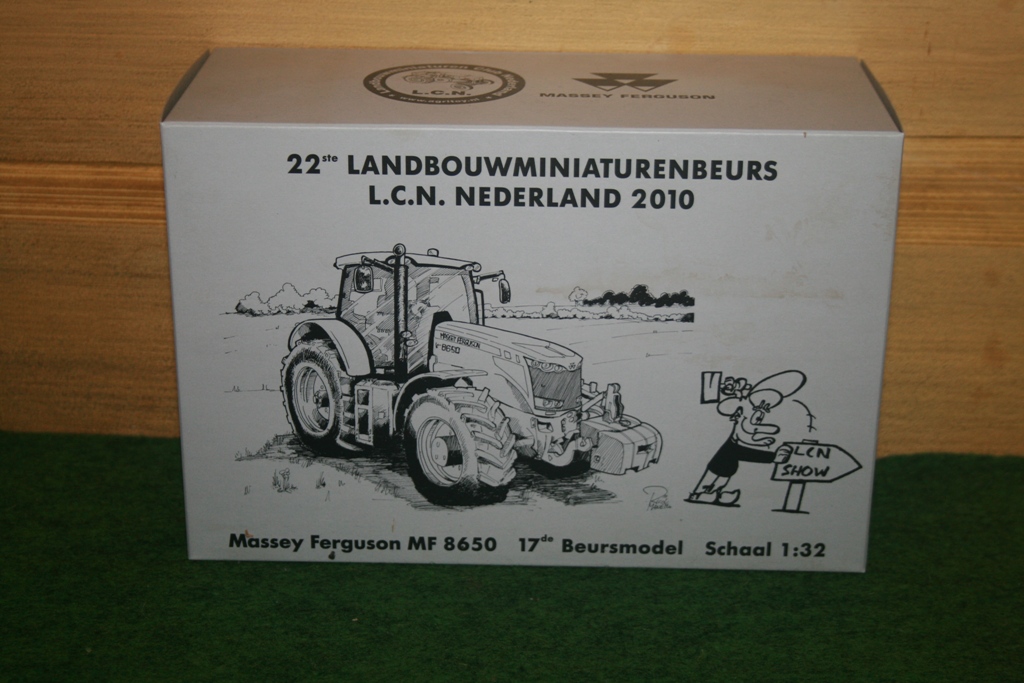 L.C.N.
MASSEY FERGUSON
22ste LANDBOUWMINIATURENBEURS
L.C.N. NEDERLAND 2010
MASSEY FERGUSON
8650
LCN
SHOW
Massey Ferguson MF 8650 17de Beursmodel Schaal 1:32